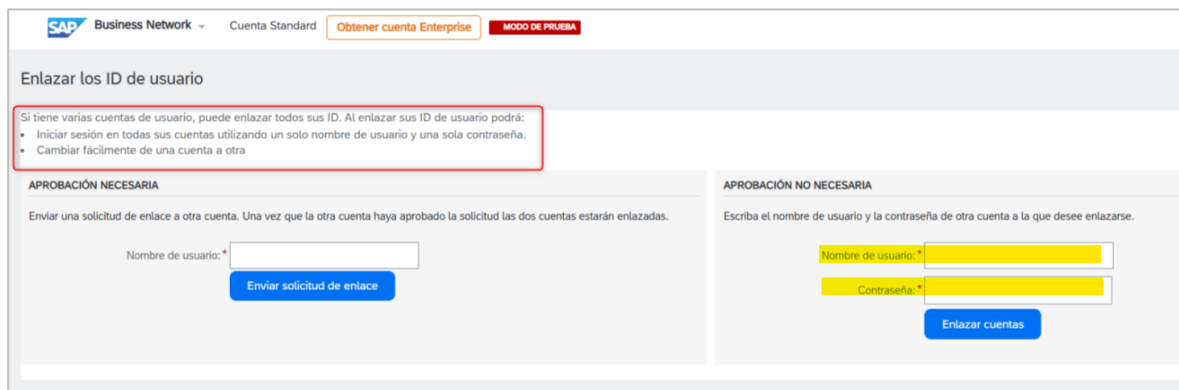 SAP Business Network Cuenta Standard Obtener cuenta Enterprise MODO DE PRUEBA
Enlazar los ID de usuario
Si tiene varias cuentas de usuario, puede enlazar todos sus ID. Al enlazar sus ID de usuario podrá:
• Iniciar sesión en todas sus cuentas utilizando un solo nombre de usuario y una sola contraseña.
• Cambiar fácilmente de una cuenta a otra
APROBACIÓN NECESARIA
Enviar una solicitud de enlace a otra cuenta. Una vez que la otra cuenta haya aprobado la solicitud las dos cuentas estarán enlazadas.
Nombre de usuario:*
Enviar solicitud de enlace
APROBACIÓN NO NECESARIA
Escriba el nombre de usuario y la contraseña de otra cuenta a la que desee enlazarse.
Nombre de usuario:*
Contraseña:*
Enlazar cuentas